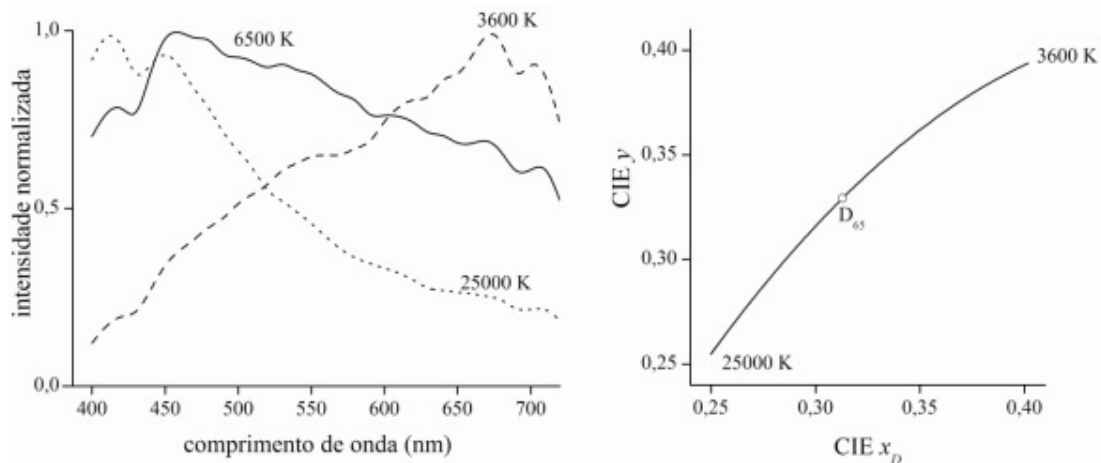 intensidade normalizada
1,0
0,5
0,0
6500 K
3600 K
25000 K
400 450 500 550 600 650 700
comprimento de onda (nm)
CIE y
0,40
0,35
0,30
0,25
3600 K
D65
25000 K
0,25 0,30 0,35 0,40
CIE xD